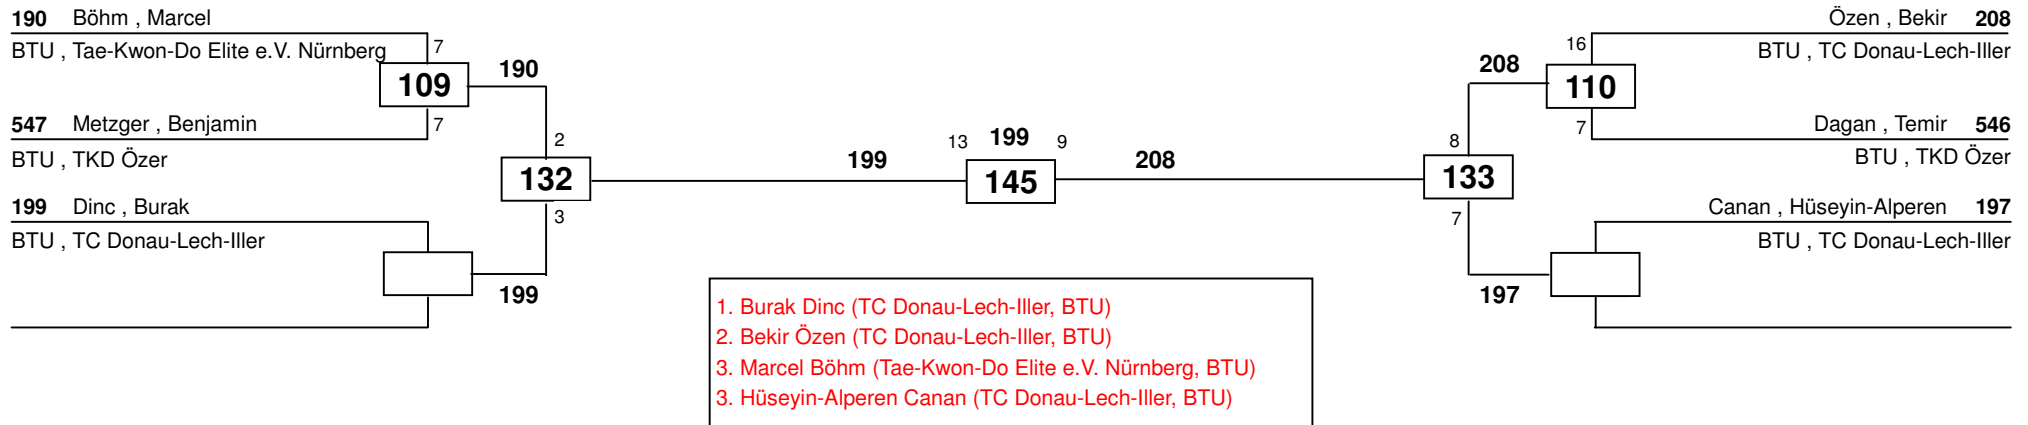 190 Böhm , Marcel
BTU , Tae-Kwon-Do Elite e.V. Nürnberg
7
109
190
7
547 Metzger , Benjamin
BTU , TKD Özer
2
132
3
199 Dinc , Burak
BTU , TC Donau-Lech-Iller
199
199
13 199 9
145
208
Özen , Bekir 208
BTU , TC Donau-Lech-Iller
16
208
110
7
Dagan , Temir 546
BTU , TKD Özer
8
133
7
Canan , Hüseyin-Alperen 197
BTU , TC Donau-Lech-Iller
197
1. Burak Dinc (TC Donau-Lech-Iller, BTU)
2. Bekir Özen (TC Donau-Lech-Iller, BTU)
3. Marcel Böhm (Tae-Kwon-Do Elite e.V. Nürnberg, BTU)
3. Hüseyin-Alperen Canan (TC Donau-Lech-Iller, BTU)